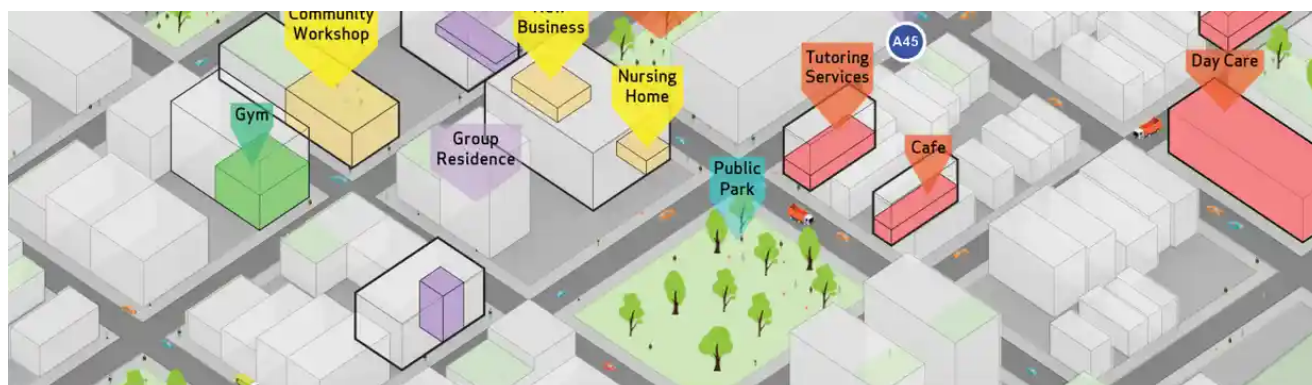 Community
Workshop
Business
Nursing
Home
Gym
Group
Residence
Public
Park
Tutoring
Services
A45
Cafe
Day Care